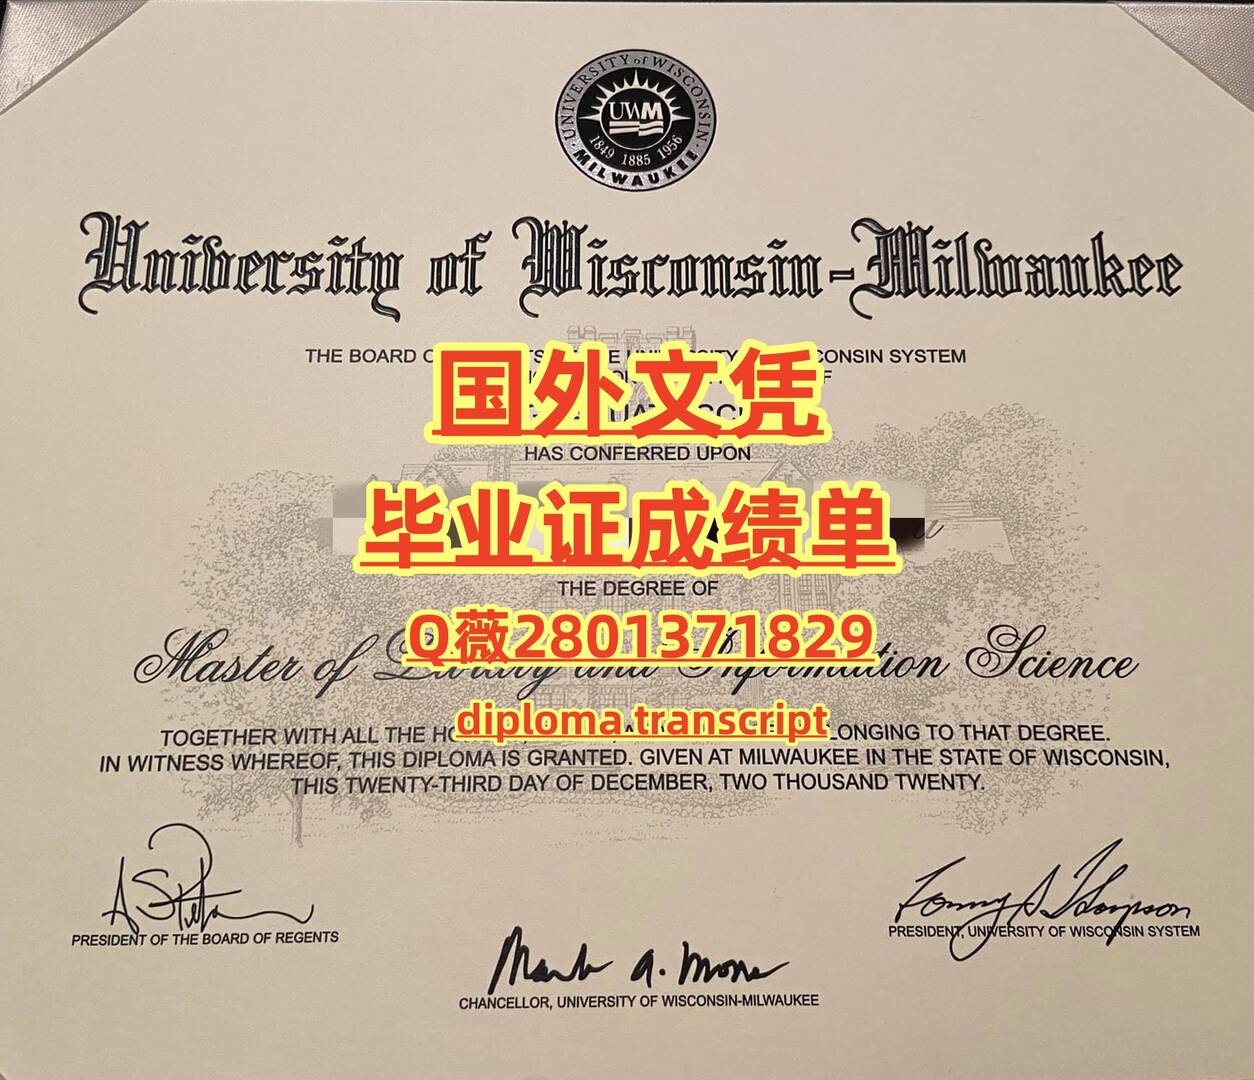 UNIVERSITY of WISCONSIN
UWM
1849 1885 1956
MILWAUKEE
University of Wisconsin-Milwaukee
THE BOARD CONSIN SYSTEM
国外文凭
HAS CONFERRED UPON
毕业证成绩单
THE DEGREE OF
Q薇2801371829
Master of Library and Information Science
diploma transcript
TOGETHER WITH ALL THE LONGING TO THAT DEGREE.
IN WITNESS WHEREOF, THIS DIPLOMA IS GRANTED. GIVEN AT MILWAUKEE IN THE STATE OF WISCONSIN,
THIS TWENTY-THIRD DAY OF DECEMBER, TWO THOUSAND TWENTY.
PRESIDENT OF THE BOARD OF REGENTS
PRESIDENT, UNIVERSITY OF WISCONSIN SYSTEM
CHANCELLOR, UNIVERSITY OF WISCONSIN-MILWAUKEE